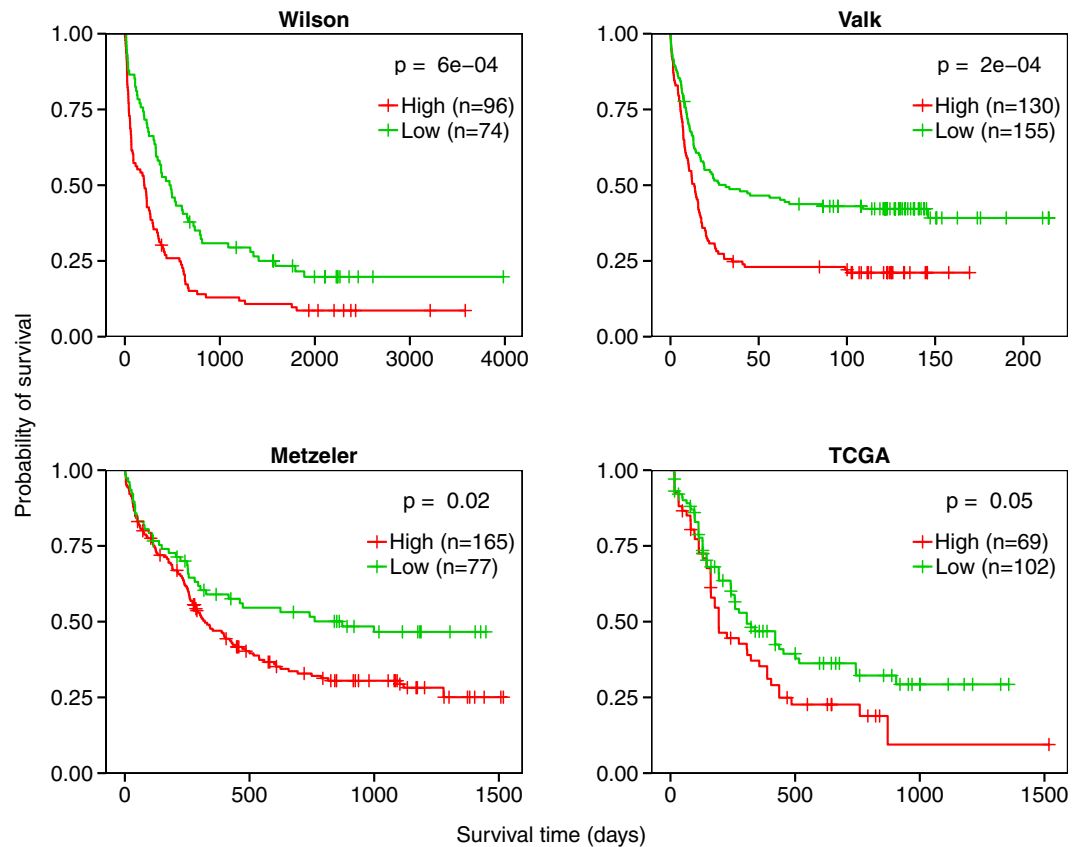 Wilson
1.00
0.75
0.50
0.25
0.00
p = 6e−04
High (n=96)
Low (n=74)
0 1000 2000 3000 4000
Valk
1.00
0.75
0.50
0.25
0.00
p = 2e−04
High (n=130)
Low (n=155)
0 50 100 150 200
Probability of survival
Metzeler
1.00
0.75
0.50
0.25
0.00
p = 0.02
High (n=165)
Low (n=77)
0 500 1000 1500
TCGA
1.00
0.75
0.50
0.25
0.00
p = 0.05
High (n=69)
Low (n=102)
0 500 1000 1500
Survival time (days)